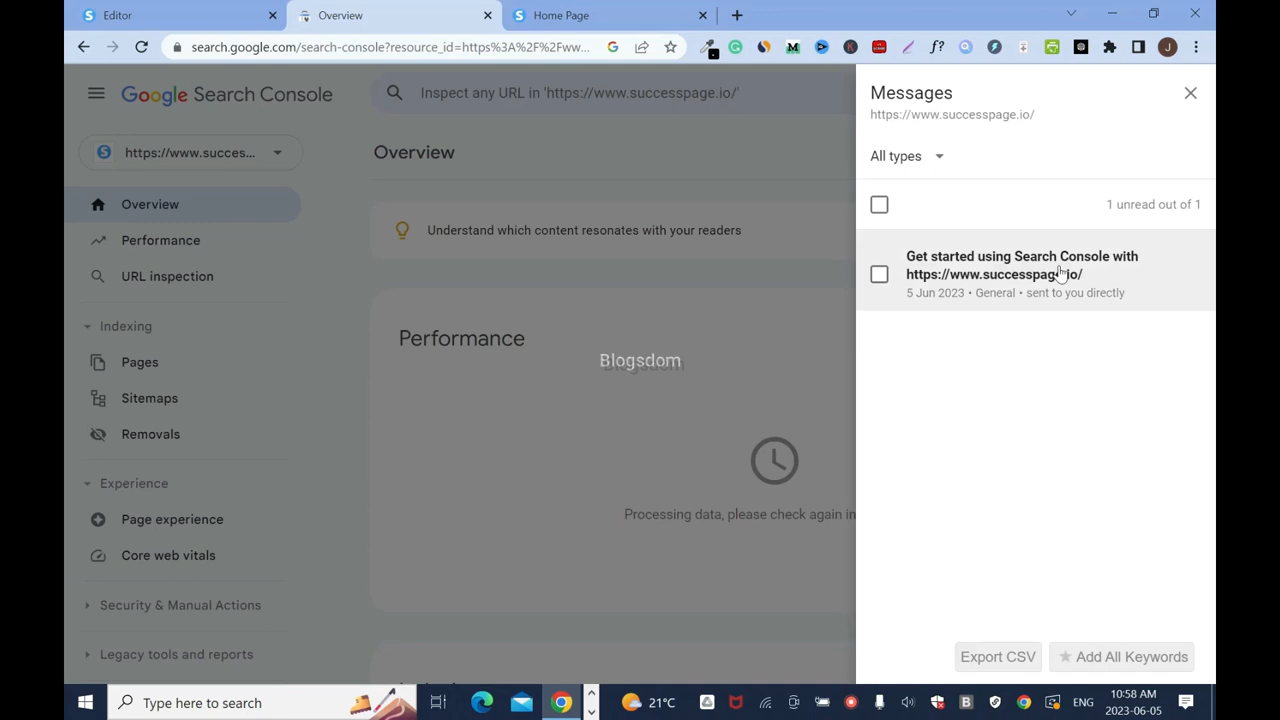 Editor
Overview
Home Page
search.google.com/search-console?resource_id=https%3A%2F%2Fww...
Google Search Console
Inspect any URL in 'https://www.successpage.io/'
https://www.succes...
Overview
Performance
URL inspection
Indexing
Pages
Sitemaps
Removals
Experience
Page experience
Core web vitals
Security & Manual Actions
Legacy tools and reports
Overview
Understand which content resonates with your readers
Performance
Blogsdom
Processing data, please check again in
Messages
https://www.successpage.io/
All types
1 unread out of 1
Get started using Search Console with
https://www.successpage.io/
5 Jun 2023 • General • sent to you directly
Export CSV
Add All Keywords
Type here to search
21°C
ENG
10:58 AM
2023-06-05